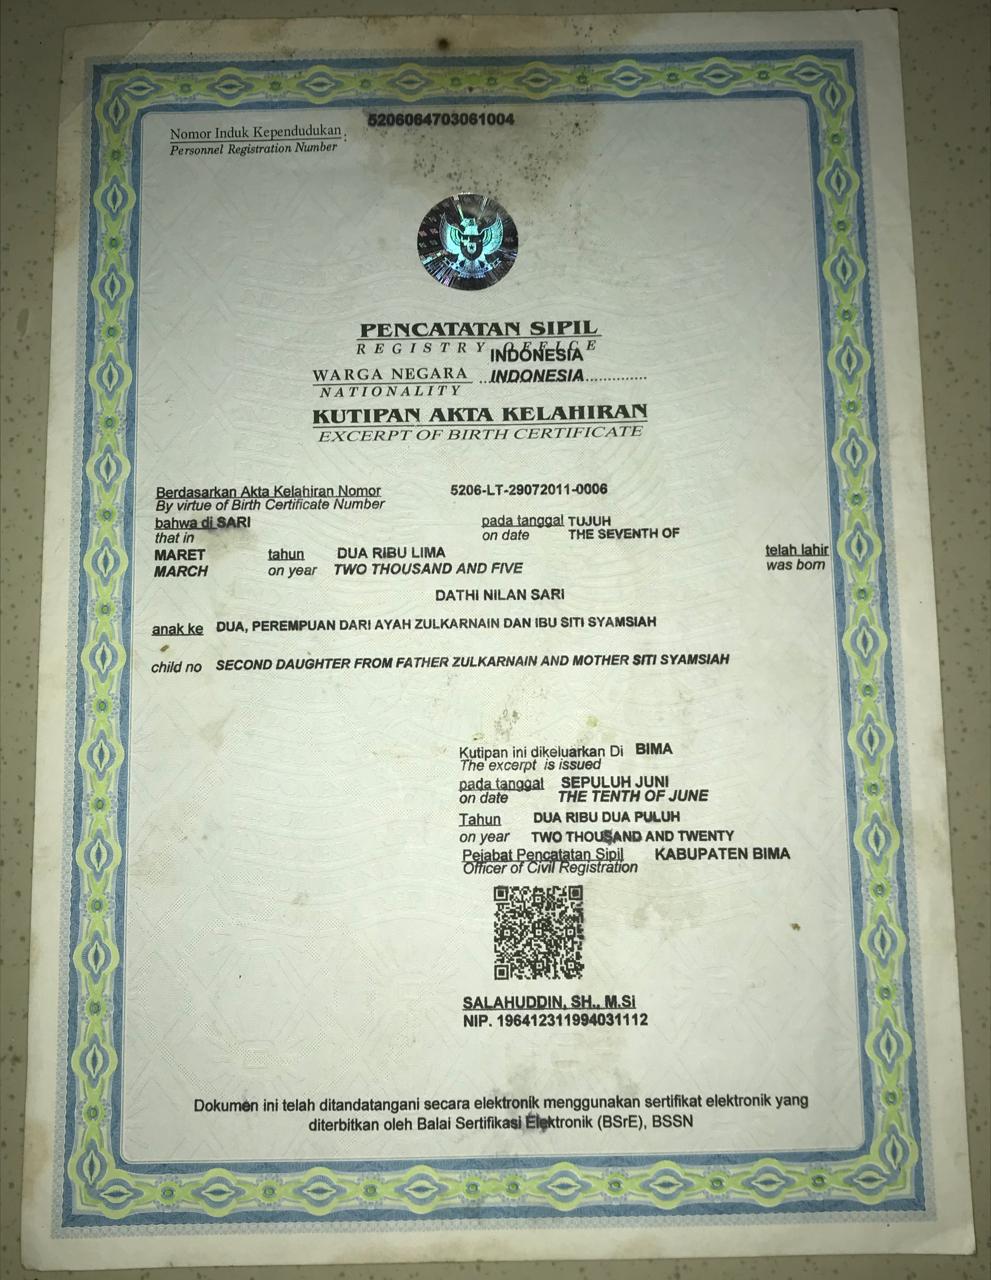 5206064703061004
Nomor Induk Kependudukan :
Personnel Registration Number
PENCATATAN SIPIL
REGISTRY OFFICE
INDONESIA
WARGA NEGARA ...INDONESIA..............
NATIONALITY
KUTIPAN AKTA KELAHIRAN
EXCERPT OF BIRTH CERTIFICATE
Berdasarkan Akta Kelahiran Nomor 5206-LT-29072011-0006
By virtue of Birth Certificate Number
bahwa di SARI pada tanggal TUJUH
that in on date THE SEVENTH OF
MARET tahun DUA RIBU LIMA telah lahir
MARCH on year TWO THOUSAND AND FIVE was born
DATHI NILAN SARI
anak ke DUA, PEREMPUAN DARI AYAH ZULKARNAIN DAN IBU SITI SYAMSIAH
child no SECOND DAUGHTER FROM FATHER ZULKARNAIN AND MOTHER SITI SYAMSIAH
Kutipan ini dikeluarkan Di BIMA
The excerpt is issued
pada tanggal SEPULUH JUNI
on date THE TENTH OF JUNE
Tahun DUA RIBU DUA PULUH
on year TWO THOUSAND AND TWENTY
Pejabat Pencatatan Sipil KABUPATEN BIMA
Officer of Civil Registration
SALAHUDDIN, SH., M.Si
NIP. 196412311994031112
Dokumen ini telah ditandatangani secara elektronik menggunakan sertifikat elektronik yang
diterbitkan oleh Balai Sertifikasi Elektronik (BSrE), BSSN